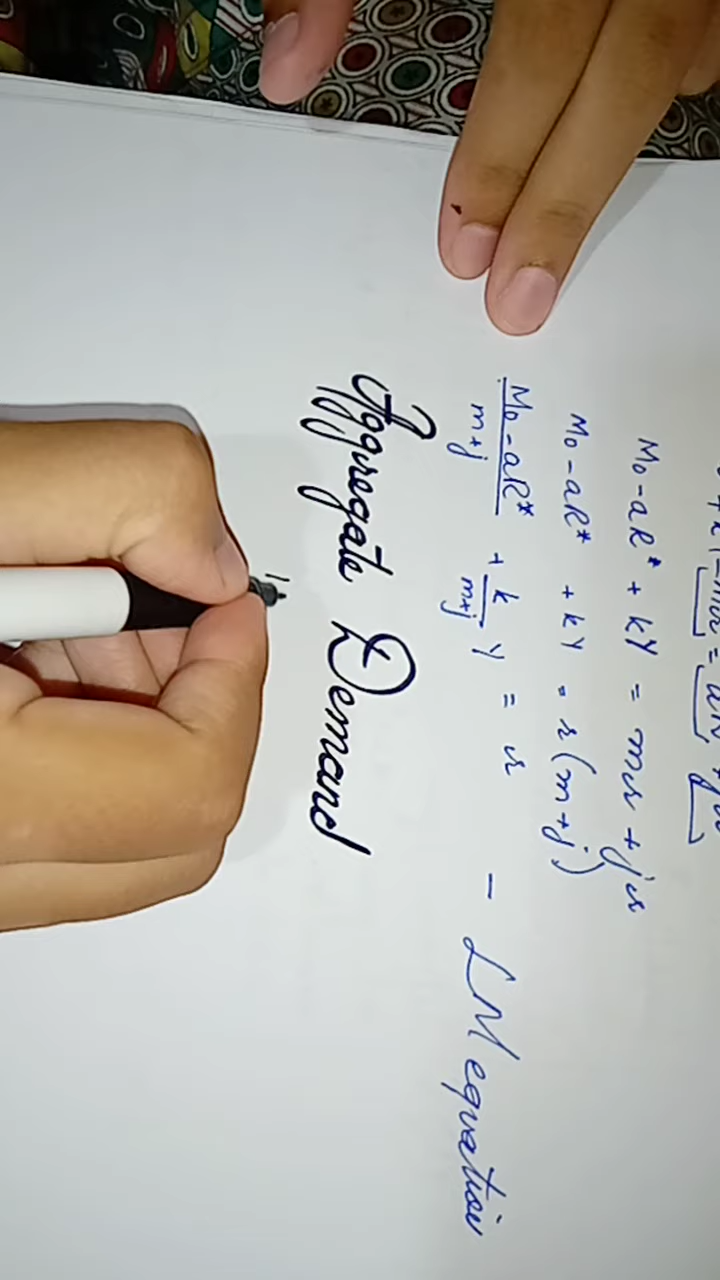 M₀ - aR* + kY = mr + jr
M₀ - aR* + kY = r(m+j)
M₀ - aR* / m+j + k / m+j Y = r - LM equation
Aggregate Demand